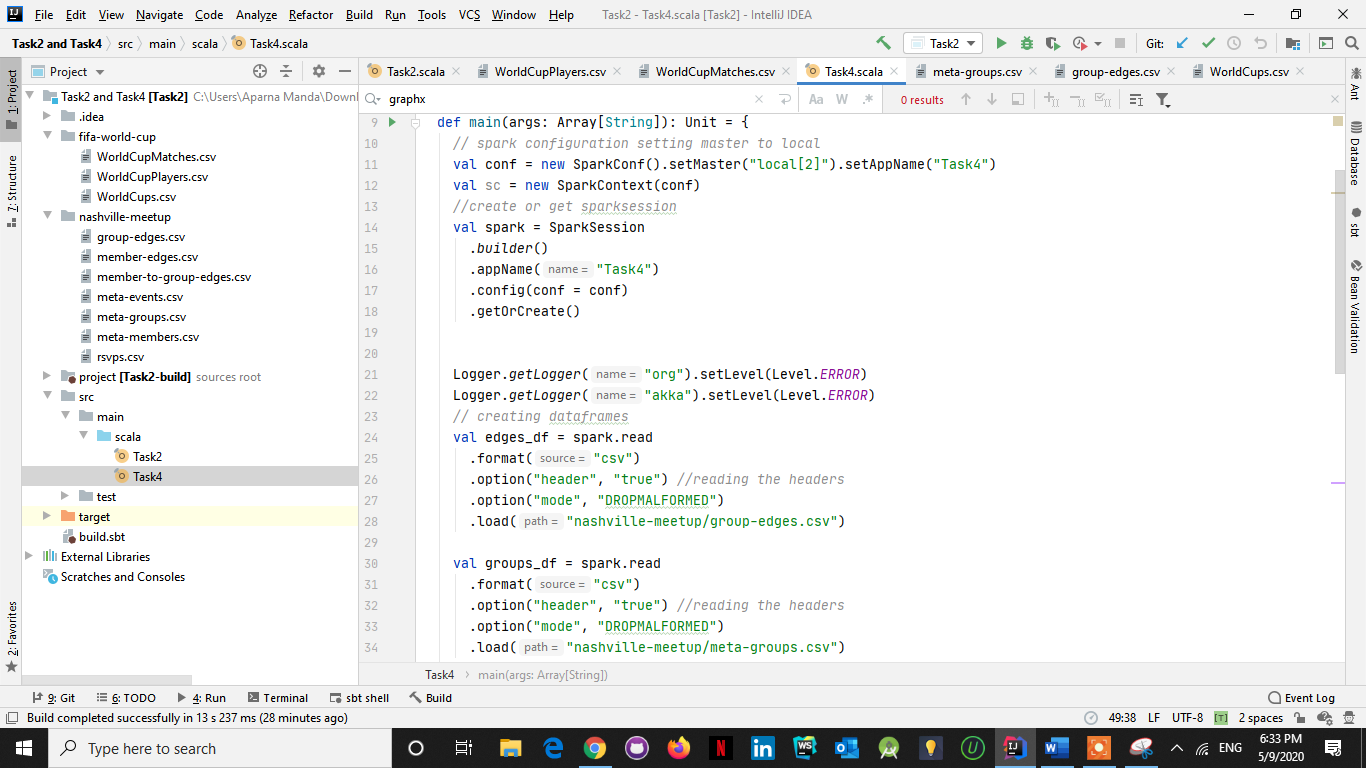 File Edit View Navigate Code Analyze Refactor Build Run Tools VCS Window Help Task2 - Task4.scala [Task2] - IntelliJ IDEA
Task2 and Task4 src main scala Task4.scala Task2 Git:
Project Task2.scala WorldCupPlayers.csv WorldCupMatches.csv Task4.scala meta-groups.csv group-edges.csv WorldCups.csv
graphx Aa W .* 0 results
1: Project
7: Structure
2: Favorites
Task2 and Task4 [Task2] C:\Users\Aparna Manda\Downl
.idea
fifa-world-cup
WorldCupMatches.csv
WorldCupPlayers.csv
WorldCups.csv
nashville-meetup
group-edges.csv
member-edges.csv
member-to-group-edges.csv
meta-events.csv
meta-groups.csv
meta-members.csv
rsvps.csv
project [Task2-build] sources root
src
main
scala
Task2
Task4
test
target
build.sbt
External Libraries
Scratches and Consoles
9 def main(args: Array[String]): Unit = {
10 // spark configuration setting master to local
11 val conf = new SparkConf().setMaster("local[2]").setAppName("Task4")
12 val sc = new SparkContext(conf)
13 //create or get sparksession
14 val spark = SparkSession
15 .builder()
16 .appName( name = "Task4")
17 .config(conf = conf)
18 .getOrCreate()
19
20
21 Logger.getLogger( name = "org").setLevel(Level.ERROR)
22 Logger.getLogger( name = "akka").setLevel(Level.ERROR)
23 // creating dataframes
24 val edges_df = spark.read
25 .format( source = "csv")
26 .option("header", "true") //reading the headers
27 .option("mode", "DROPMALFORMED")
28 .load( path = "nashville-meetup/group-edges.csv")
29
30 val groups_df = spark.read
31 .format( source = "csv")
32 .option("header", "true") //reading the headers
33 .option("mode", "DROPMALFORMED")
34 .load( path = "nashville-meetup/meta-groups.csv")
Task4 main(args: Array[String])
Ant
Database
sbt
Bean Validation
9: Git 6: TODO 4: Run Terminal sbt shell Build Event Log
Build completed successfully in 13 s 237 ms (28 minutes ago) 49:38 LF UTF-8 [T] 2 spaces
Type here to search N in WS U IJ W ENG 6:33 PM
5/9/2020